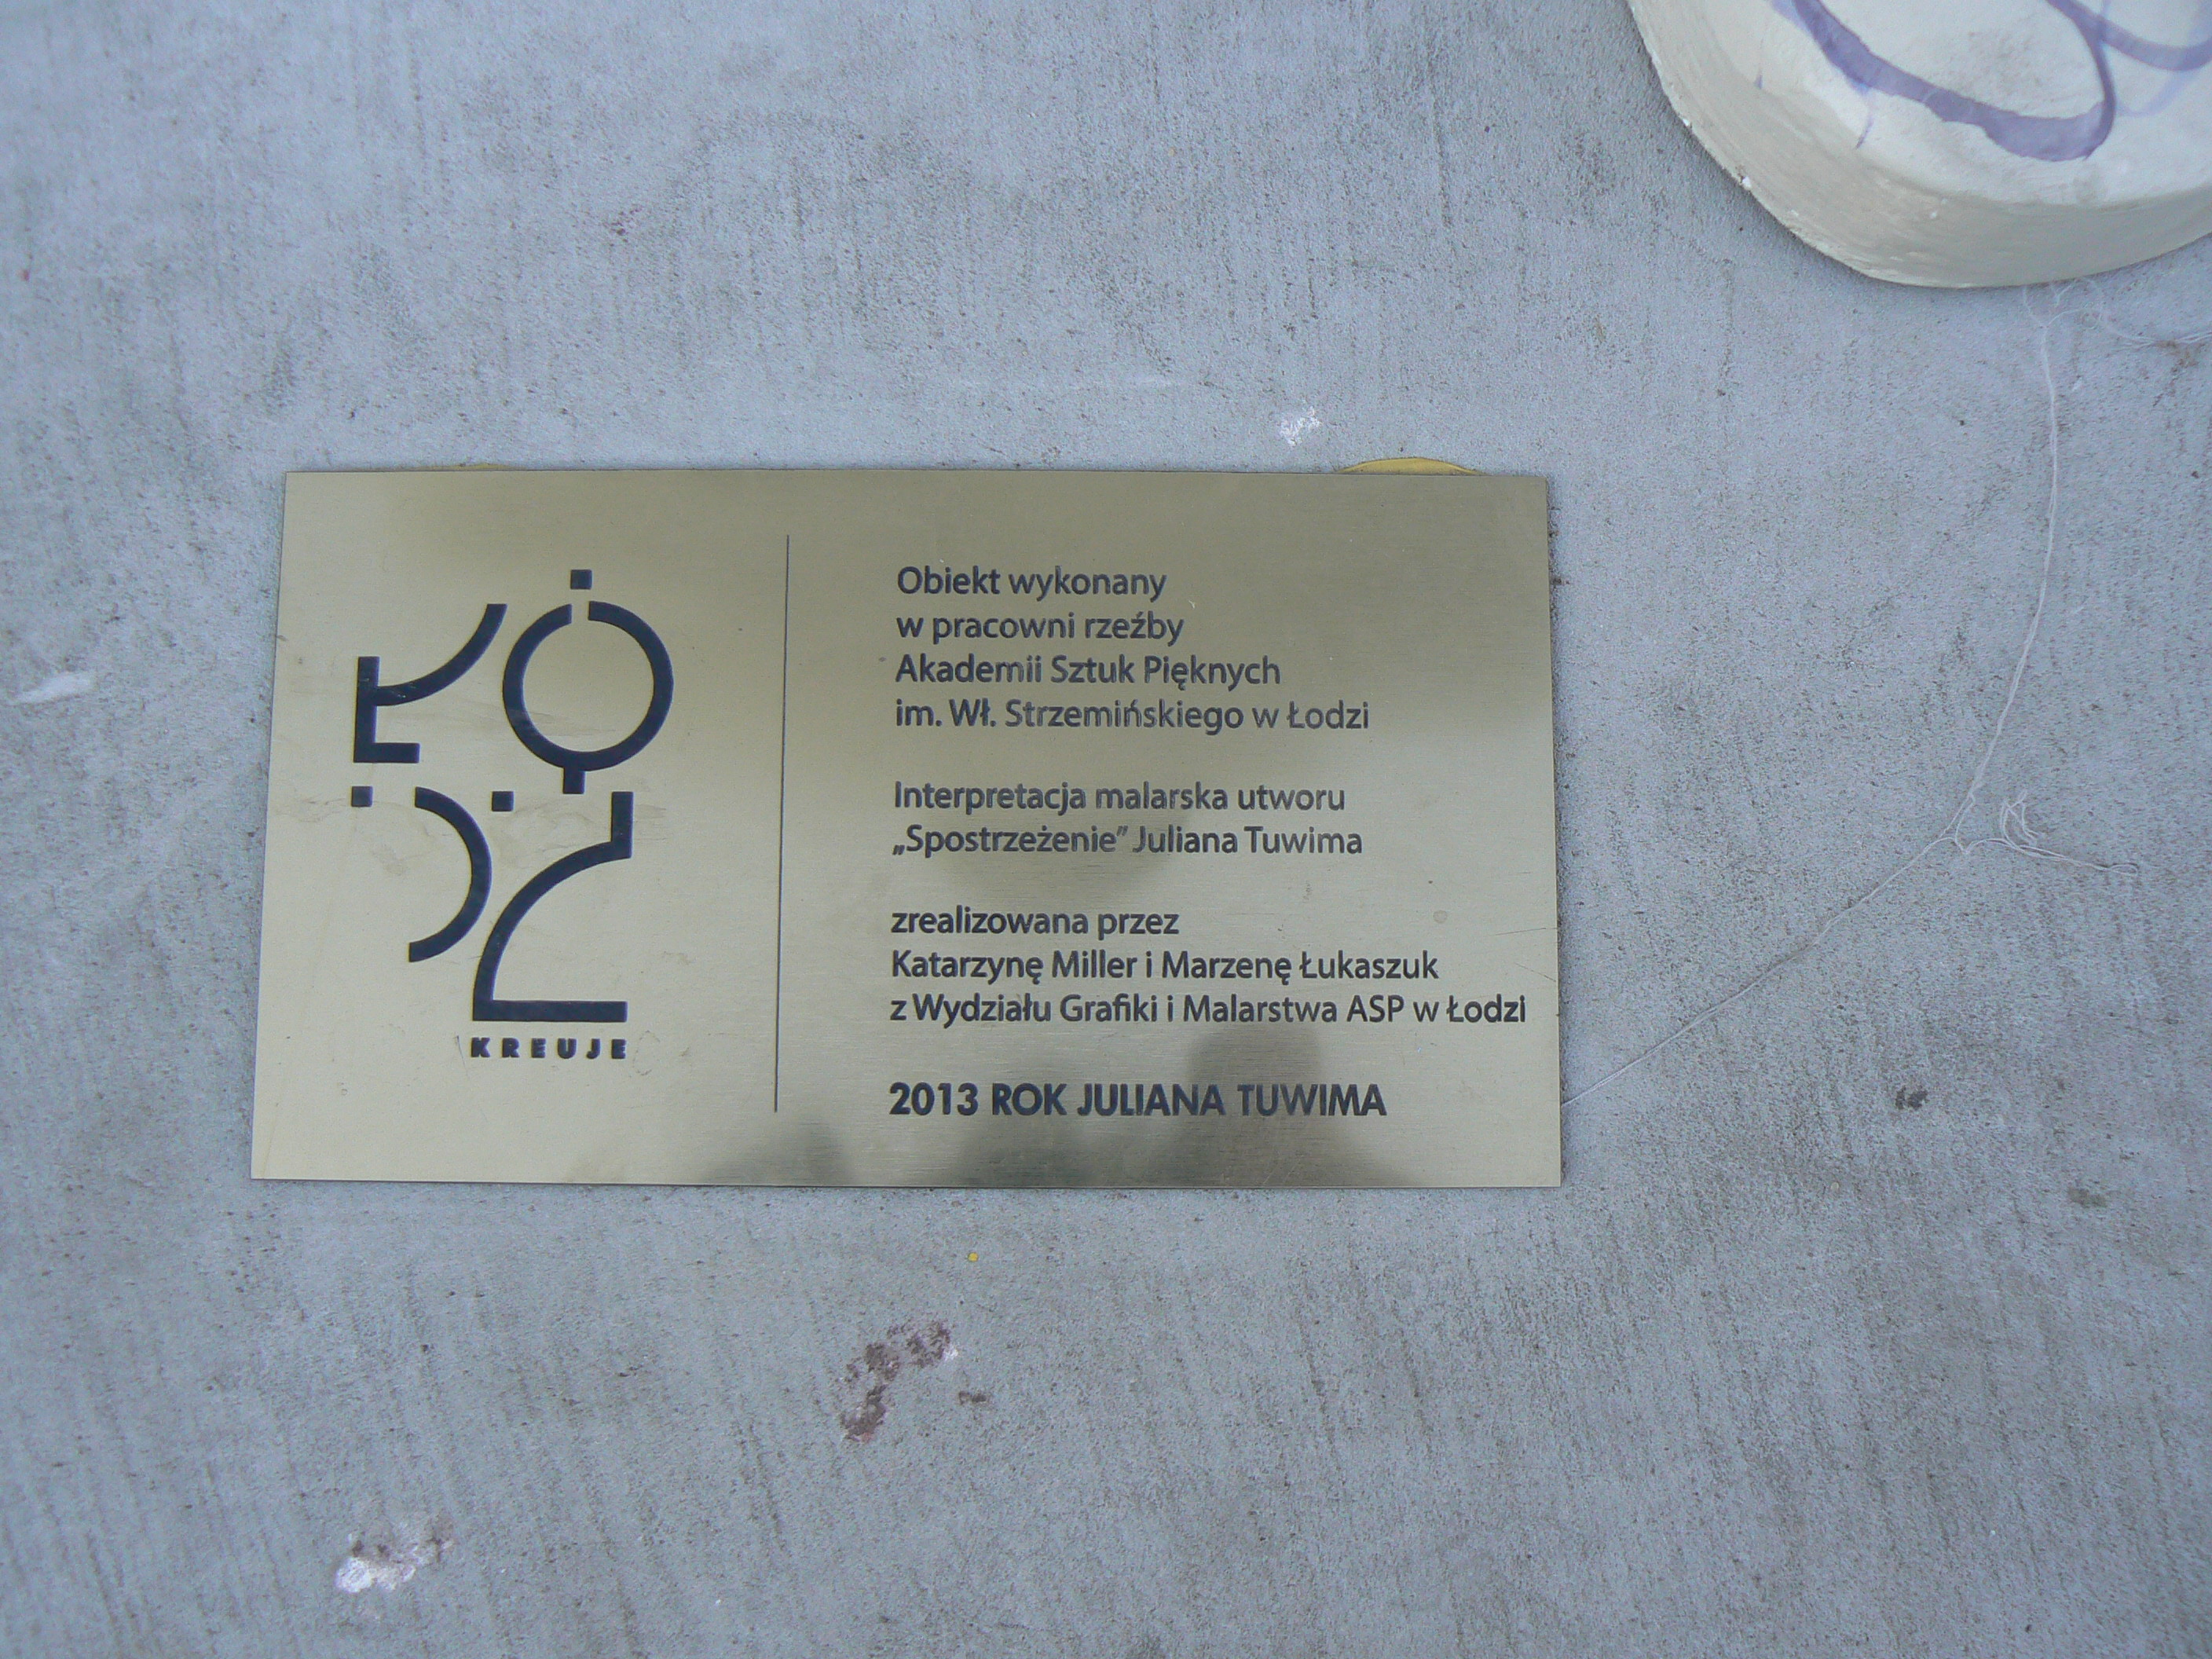 ŁÓDŹ
KREUJE
Obiekt wykonany
w pracowni rzeźby
Akademii Sztuk Pięknych
im. Wł. Strzemińskiego w Łodzi
Interpretacja malarska utworu
„Spostrzeżenie” Juliana Tuwima
zrealizowana przez
Katarzynę Miller i Marzenę Łukaszuk
z Wydziału Grafiki i Malarstwa ASP w Łodzi
2013 ROK JULIANA TUWIMA